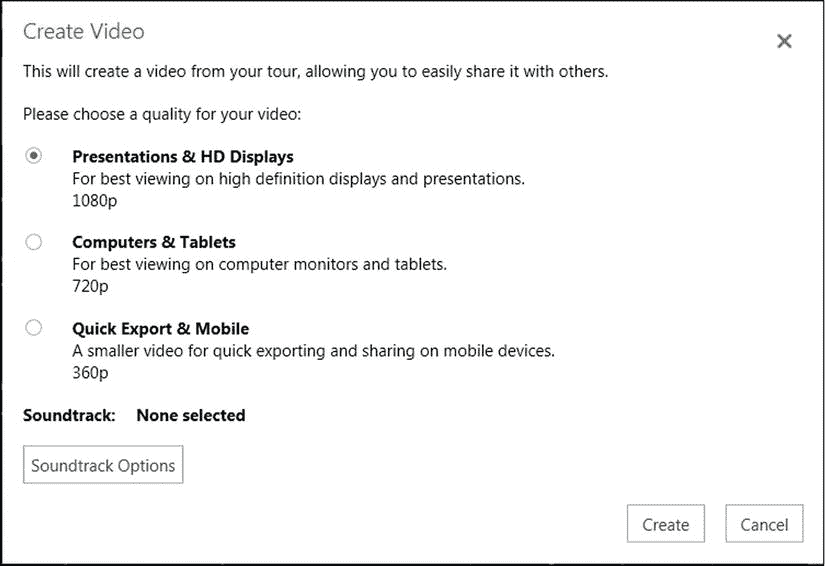 Create Video
This will create a video from your tour, allowing you to easily share it with others.
Please choose a quality for your video:
Presentations & HD Displays
For best viewing on high definition displays and presentations.
1080p
Computers & Tablets
For best viewing on computer monitors and tablets.
720p
Quick Export & Mobile
A smaller video for quick exporting and sharing on mobile devices.
360p
Soundtrack: None selected
Soundtrack Options
Create Cancel